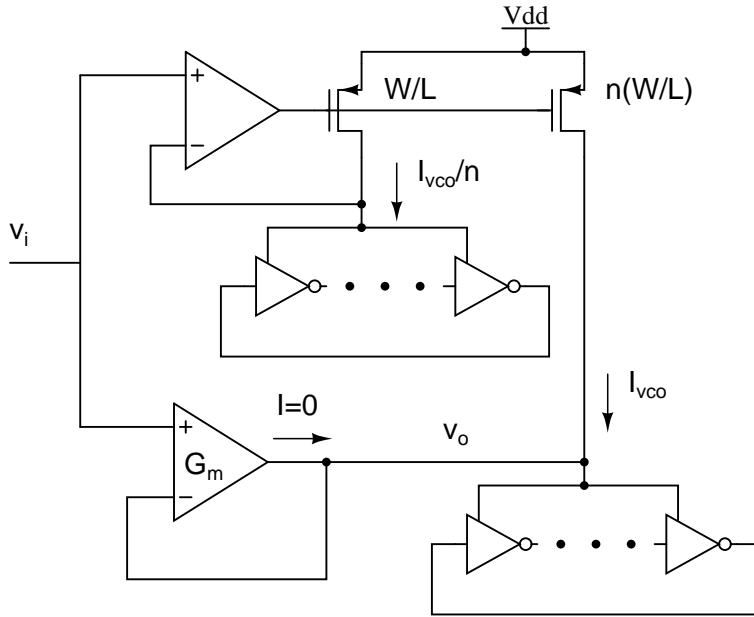 Vdd
+
W/L
n(W/L)
−
I_vco/n
v_i
I_vco
I=0
+
v_o
G_m
−